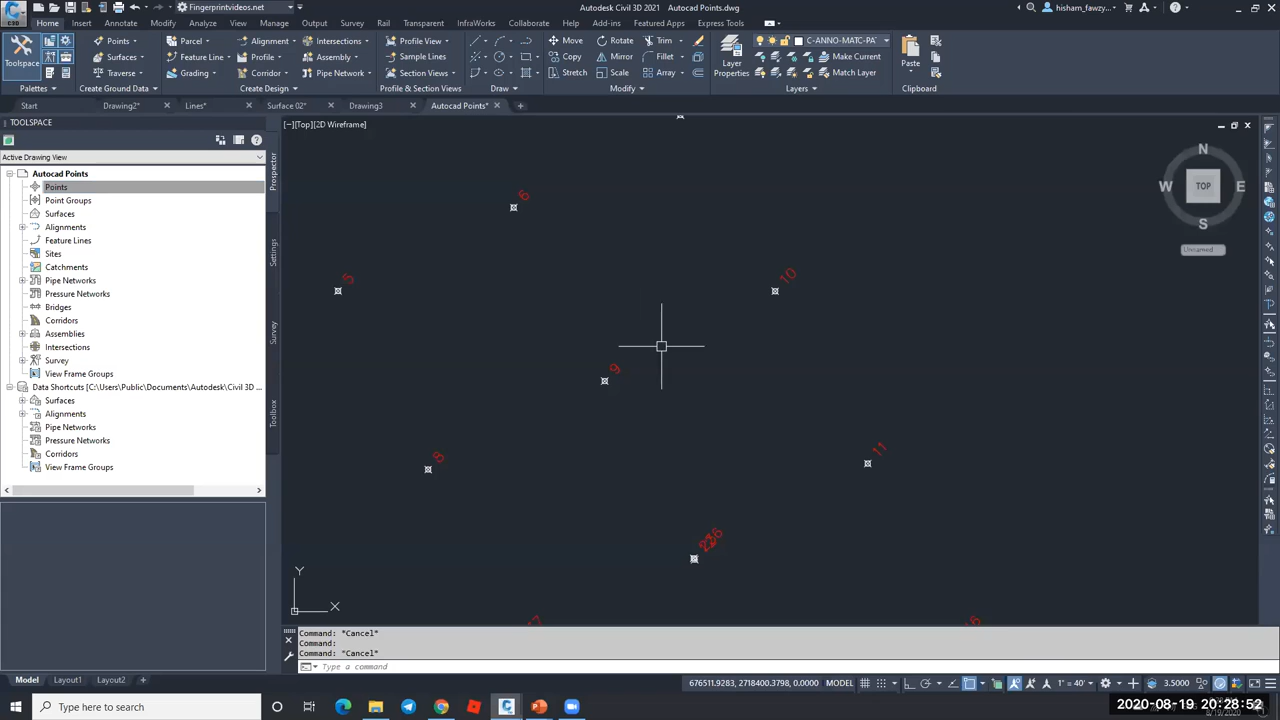 Fingerprintvideos.net
Autodesk Civil 3D 2021 Autocad Points.dwg
hisham_fawzy...
C3D
Home Insert Annotate Modify Analyze View Manage Output Survey Rail Transparent InfraWorks Collaborate Help Add-ins Featured Apps Express Tools
Points Parcel Alignment Intersections Profile View Move Rotate Trim C-ANNO-MATC-PA
Toolspace Surfaces Feature Line Profile Assembly Sample Lines Copy Mirror Fillet Layer Properties Make Current Paste
Traverse Grading Corridor Pipe Network Section Views Stretch Scale Array Match Layer
Palettes Create Ground Data Create Design Profile & Section Views Draw Modify Layers Clipboard
Start Drawing2* Lines* Surface 02* Drawing3 Autocad Points*
TOOLSPACE
[−][Top][2D Wireframe]
Active Drawing View
Autocad Points
Points
Point Groups
Surfaces
Alignments
Feature Lines
Sites
Catchments
Pipe Networks
Pressure Networks
Bridges
Corridors
Assemblies
Intersections
Survey
View Frame Groups
Data Shortcuts [C:\Users\Public\Documents\Autodesk\Civil 3D ...
Surfaces
Alignments
Pipe Networks
Pressure Networks
Corridors
View Frame Groups
Prospector
Settings
Survey
Toolbox
N
W TOP E
S
Unnamed
6
5
10
9
8
11
Y
X
Command: *Cancel*
Command:
Command: *Cancel*
Type a command
Model Layout1 Layout2
676511.9283, 2718400.3798, 0.0000 MODEL 1" = 40' 3.5000
Type here to search
2020-08-19 20:28:52